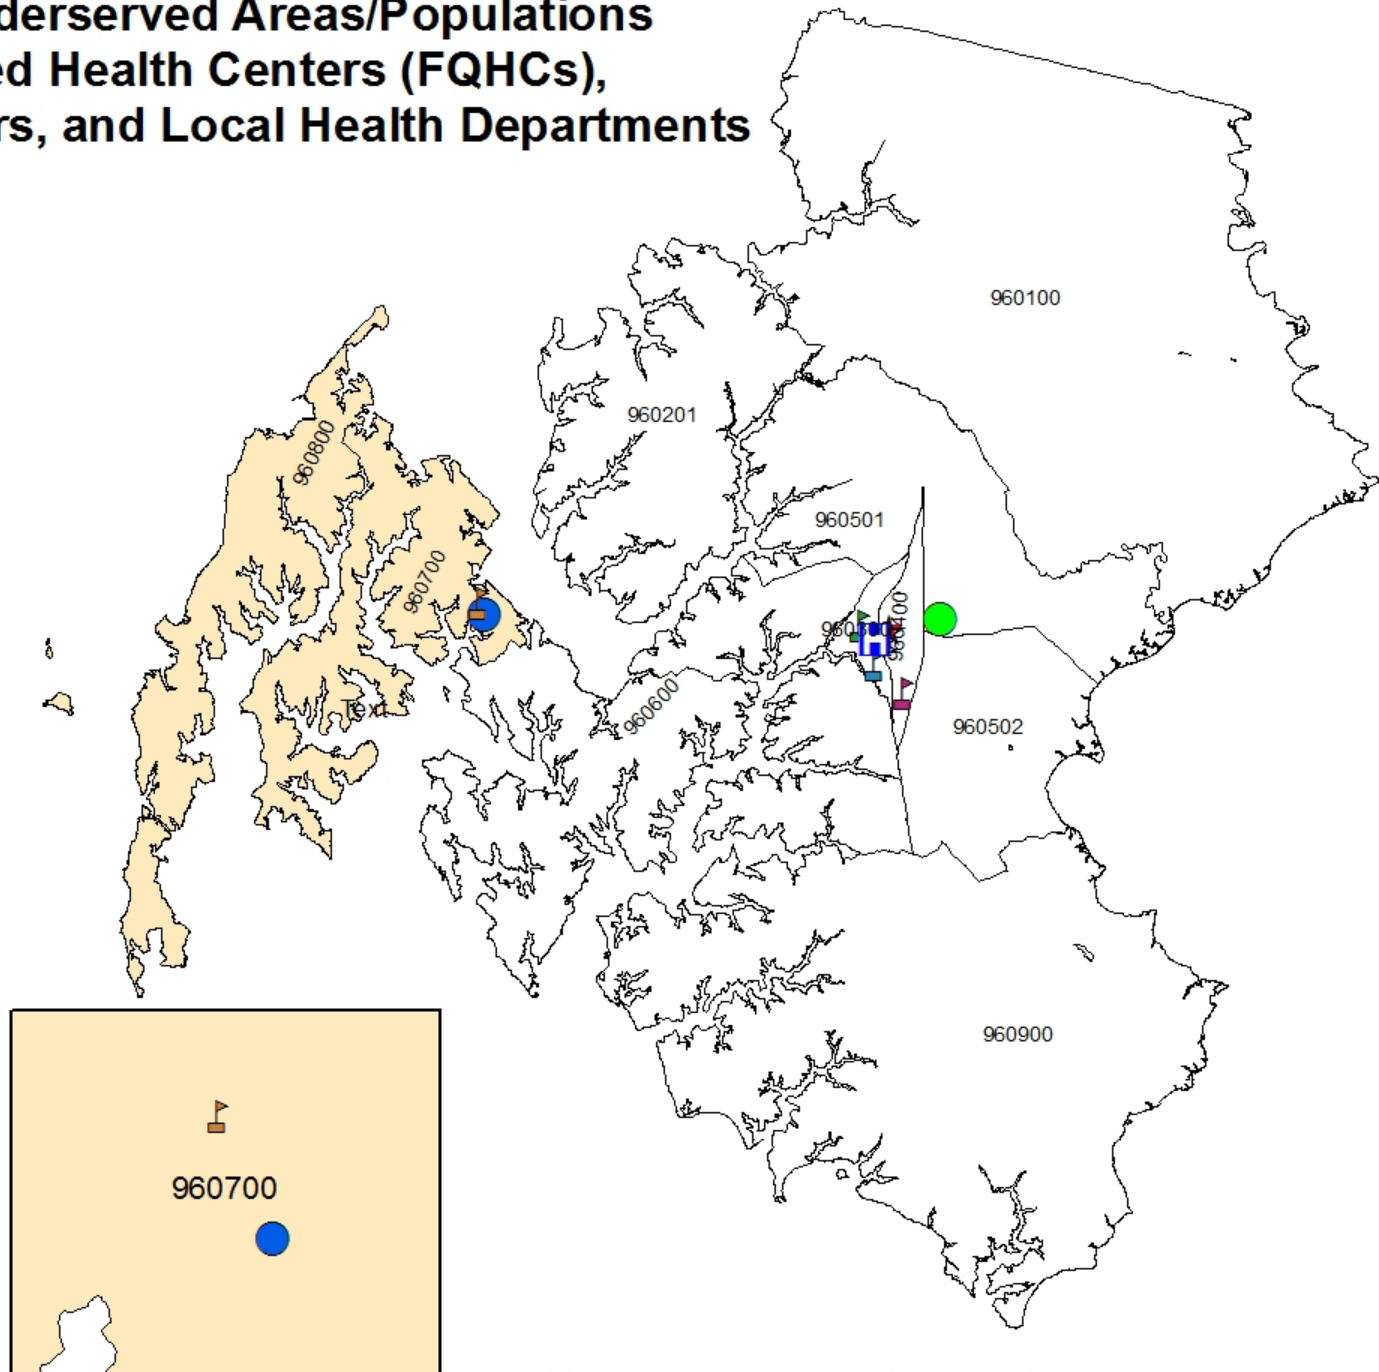 derserved Areas/Populations
ed Health Centers (FQHCs),
rs, and Local Health Departments
960100
960201
960800
960501
960700
960600
Text
960502
960900
960700